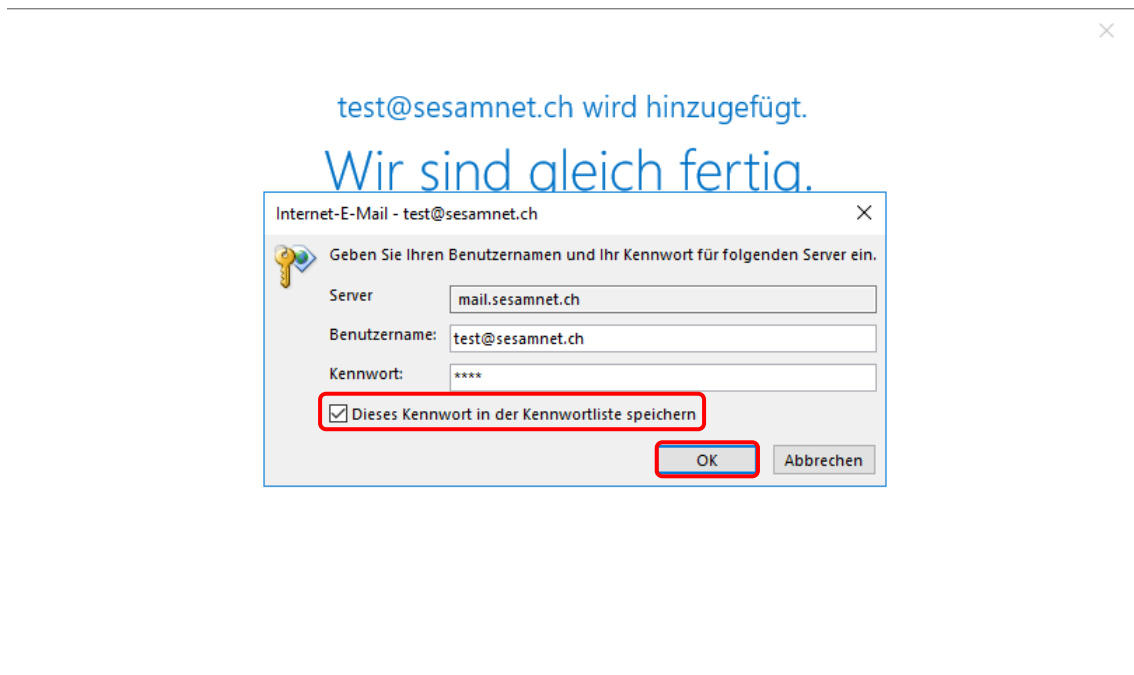 test@sesamnet.ch wird hinzugefügt.
Wir sind gleich fertig.
Internet-E-Mail - test@sesamnet.ch
Geben Sie Ihren Benutzernamen und Ihr Kennwort für folgenden Server ein.
Server mail.sesamnet.ch
Benutzername: test@sesamnet.ch
Kennwort: ****
Dieses Kennwort in der Kennwortliste speichern
OK Abbrechen